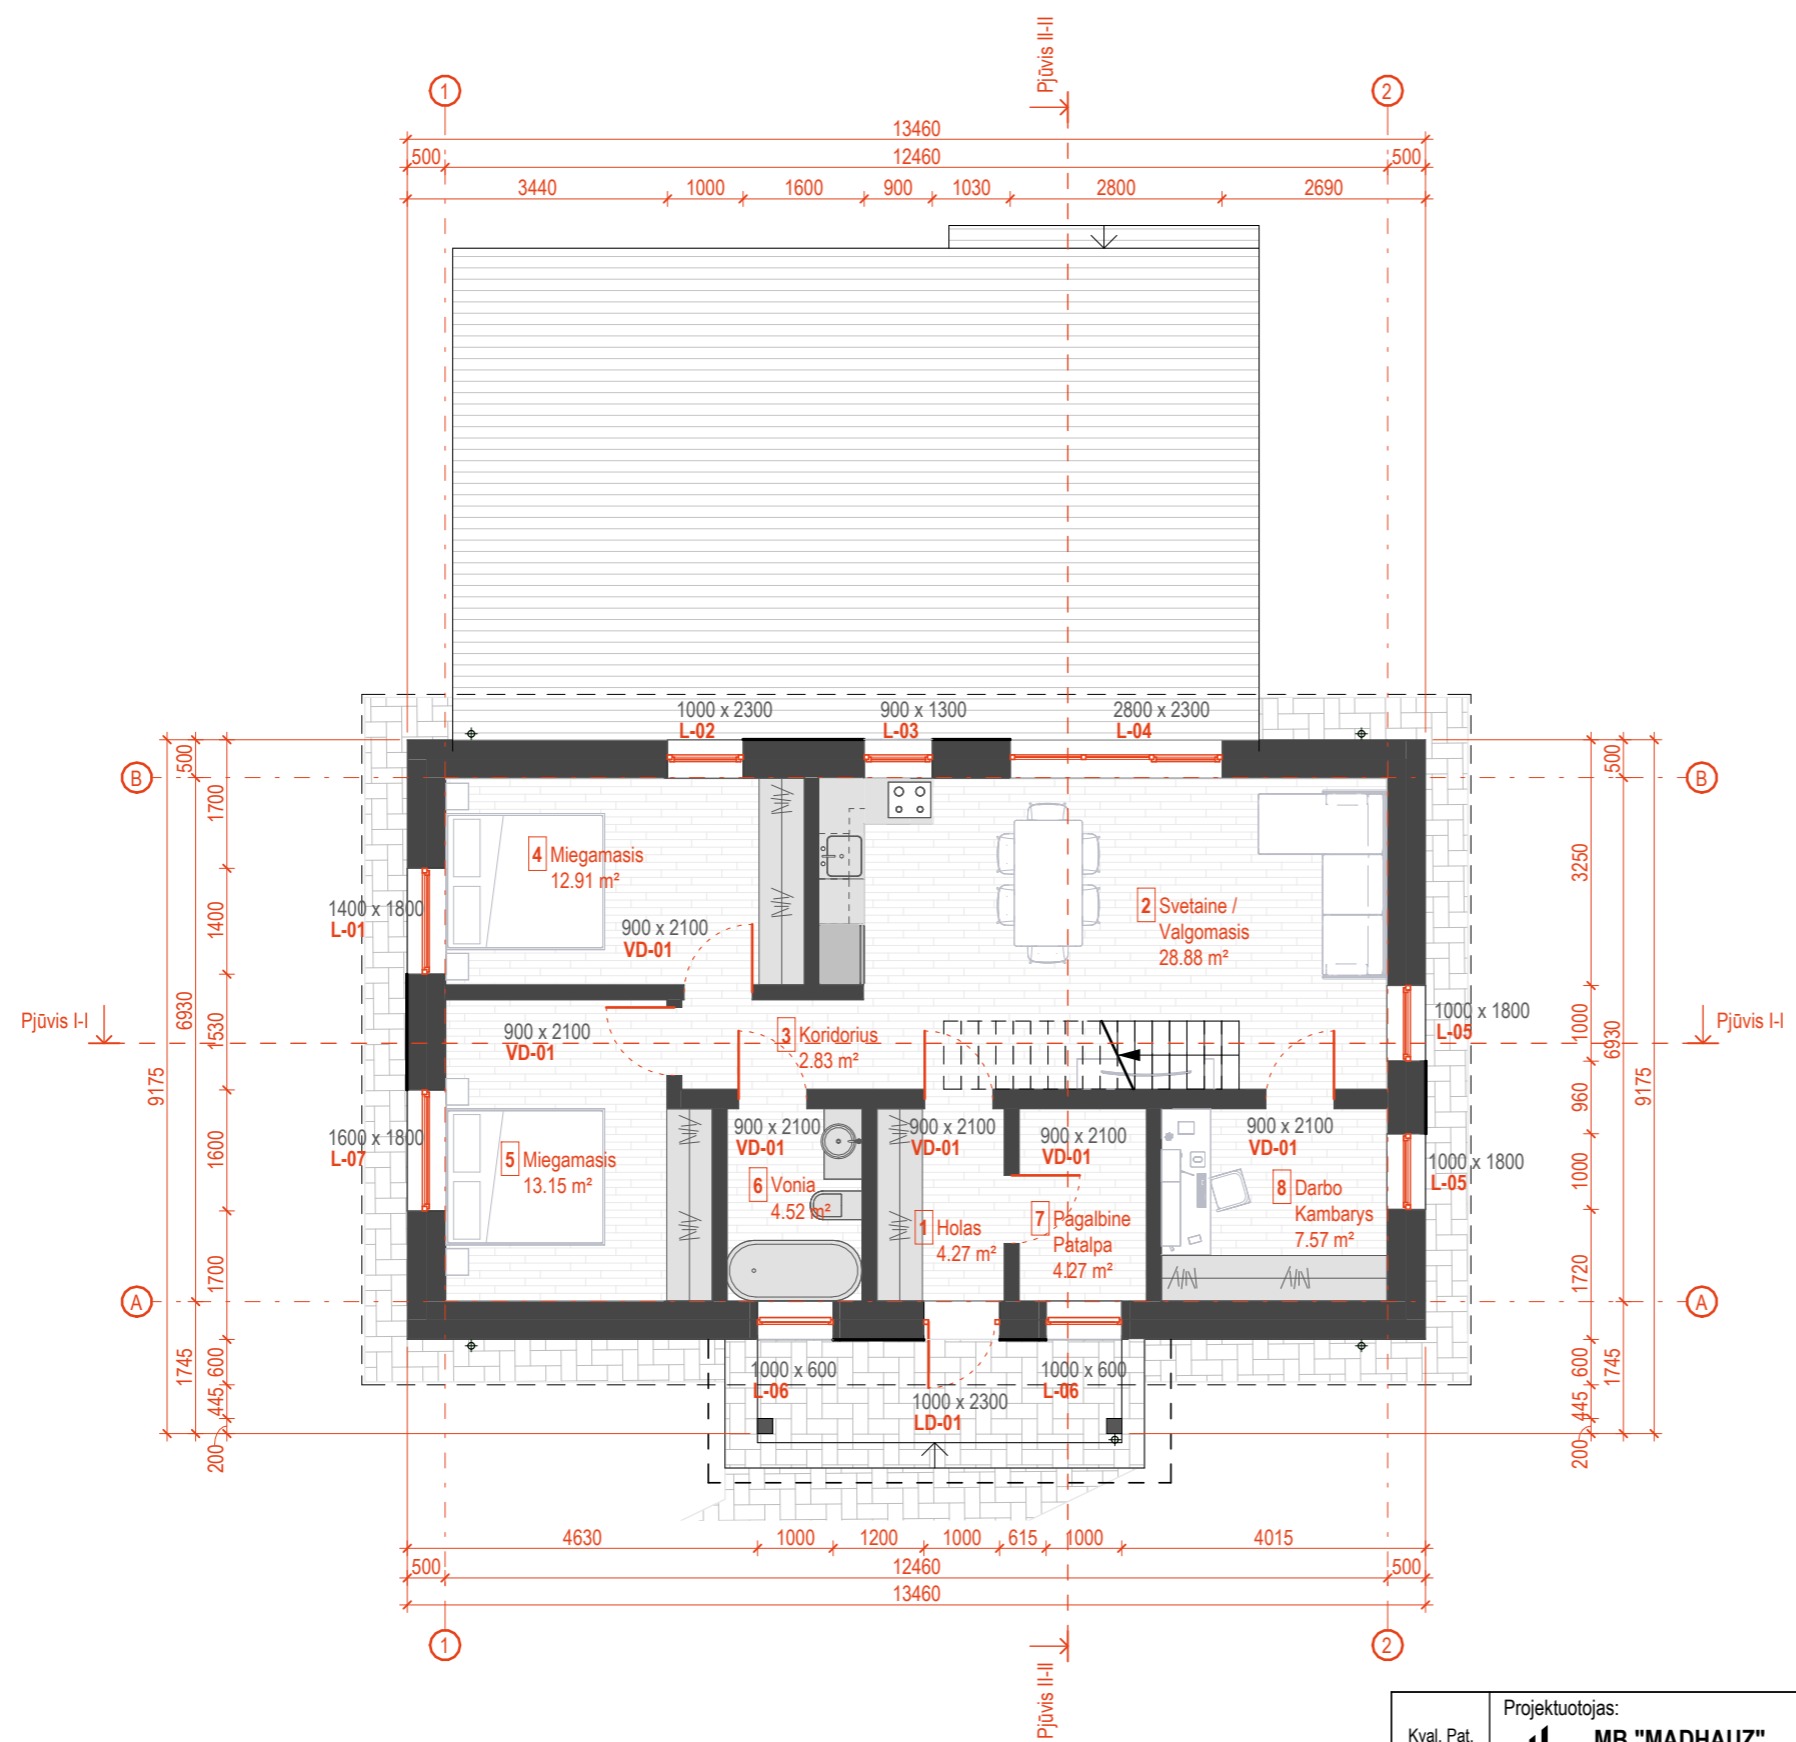 Pjūvis II-II
1
2
13460
500
12460
500
3440
1000
1600
900
1030
2800
2690
1000 x 2300
L-02
900 x 1300
L-03
2800 x 2300
L-04
B
B
500
1700
1400
6930
1530
9175
1600
1700
1745
600
445
200
500
3250
1000
6930
960
9175
1000
1720
600
1745
445
200
4 Miegamasis
12.91 m²
1400 x 1800
L-01
900 x 2100
VD-01
2 Svetaine /
Valgomasis
28.88 m²
Pjūvis I-I
Pjūvis I-I
900 x 2100
VD-01
3 Koridorius
2.83 m²
1000 x 1800
L-05
1600 x 1800
L-07
900 x 2100
VD-01
900 x 2100
VD-01
900 x 2100
VD-01
900 x 2100
VD-01
1000 x 1800
L-05
5 Miegamasis
13.15 m²
6 Vonia
4.52 m²
1 Holas
4.27 m²
7 Pagalbine
Patalpa
4.27 m²
8 Darbo
Kambarys
7.57 m²
A
A
1000 x 600
L-06
1000 x 2300
LD-01
1000 x 600
L-06
4630
1000
1200
1000
615
1000
4015
500
12460
500
13460
1
2
Pjūvis II-II
Projektuotojas:
Kval. Pat.
MB "MADHAUZ"